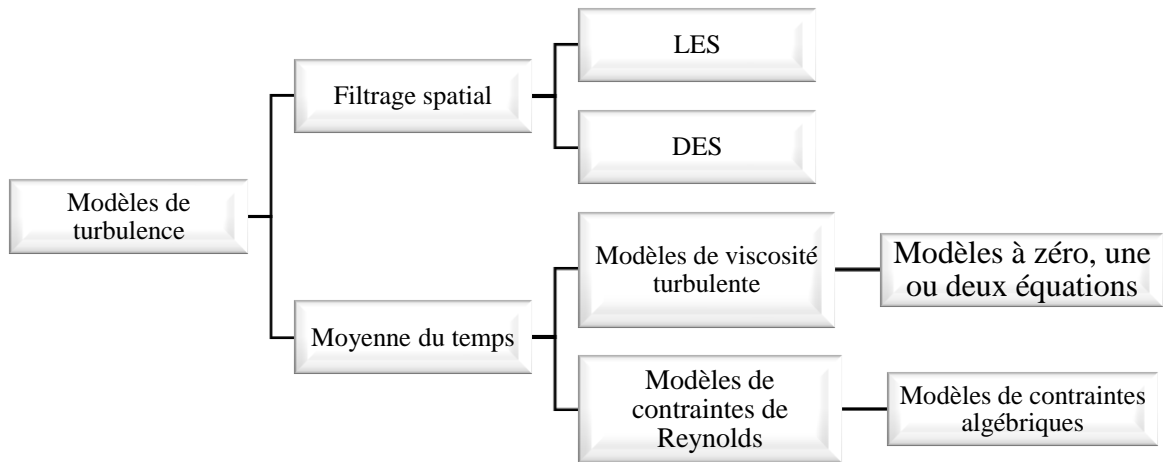 LES
Filtrage spatial
DES
Modèles de
turbulence
Modèles de viscosité
turbulente
Modèles à zéro, une
ou deux équations
Moyenne du temps
Modèles de
contraintes de
Reynolds
Modèles de contraintes
algébriques